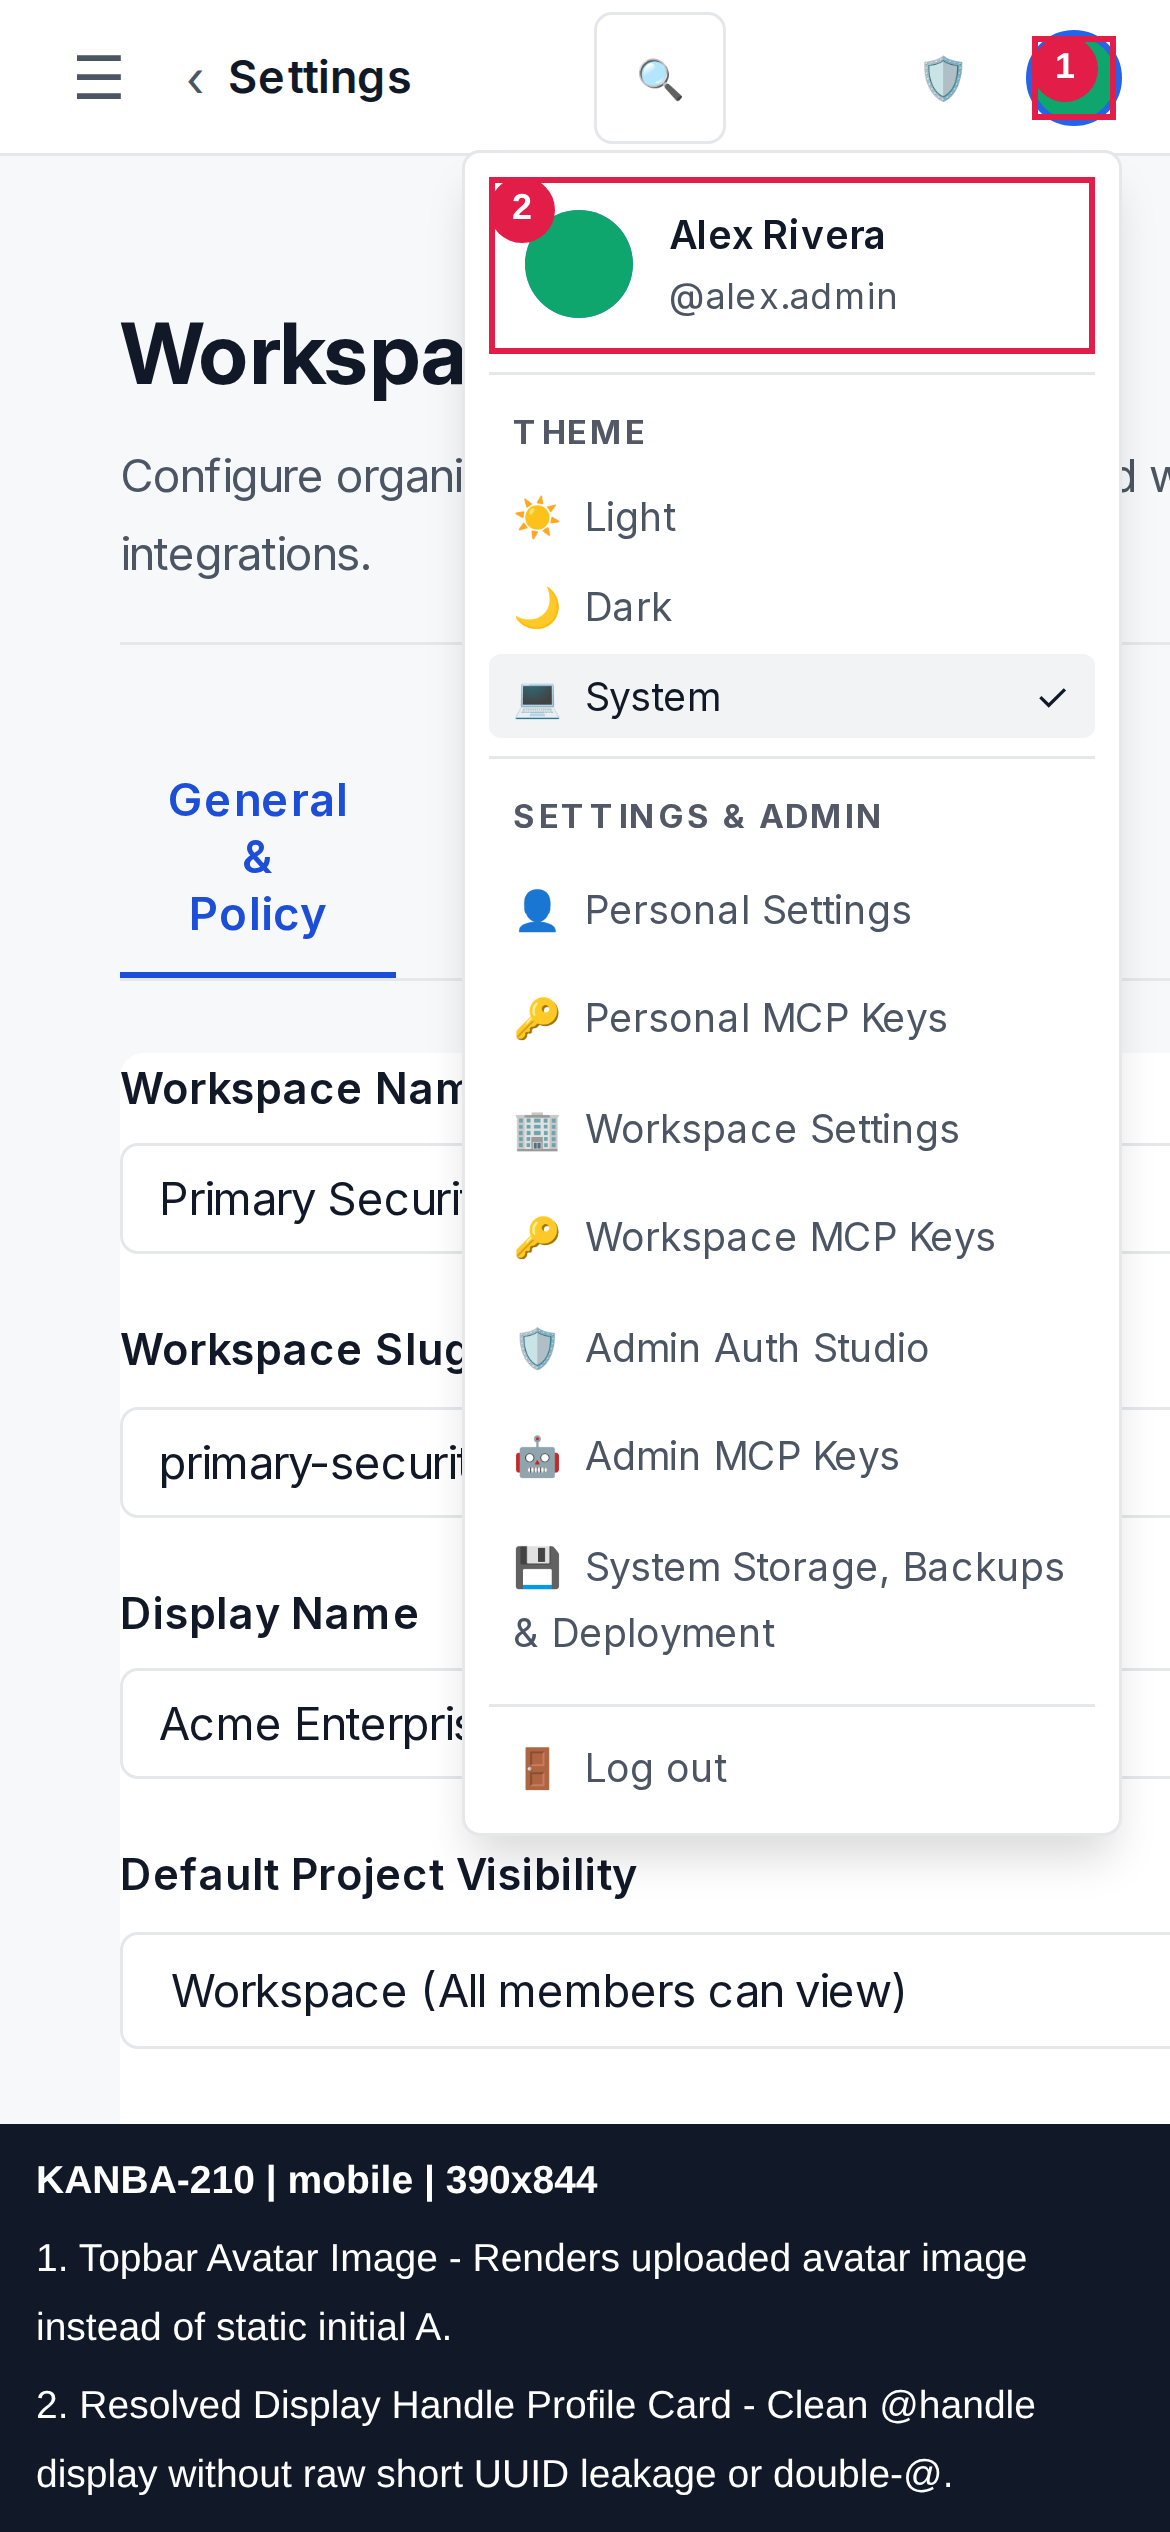 ☰ ‹ Settings
1
2
Alex Rivera
@alex.admin
Workspa
Configure organi
d w
integrations.
THEME
Light
Dark
System ✓
General
&
Policy
SETTINGS & ADMIN
Personal Settings
Personal MCP Keys
Workspace Nam
Workspace Settings
Primary Securit
Workspace MCP Keys
Workspace Slug
Admin Auth Studio
primary-securit
Admin MCP Keys
System Storage, Backups
& Deployment
Display Name
Acme Enterpris
Log out
Default Project Visibility
Workspace (All members can view)
KANBA-210 | mobile | 390x844
1. Topbar Avatar Image - Renders uploaded avatar image
instead of static initial A.
2. Resolved Display Handle Profile Card - Clean @handle
display without raw short UUID leakage or double-@.